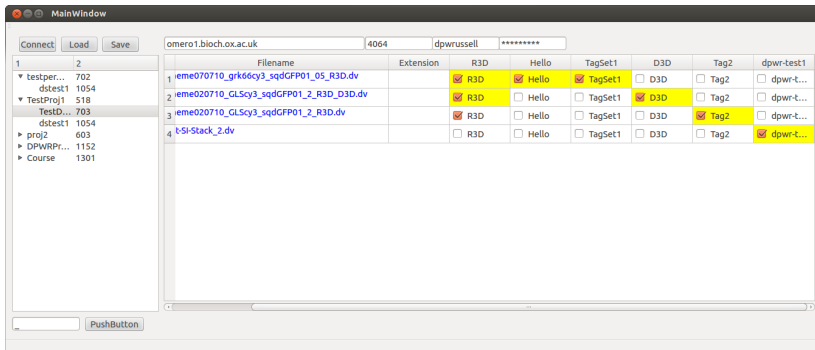 MainWindow
Connect Load Save omero1.bioch.ox.ac.uk 4064 dpwrussell *********
1 2
testper... 702
dstest1 1054
TestProj1 518
TestD... 703
dstest1 1054
proj2 603
DPWRPr... 1152
Course 1301
Filename Extension R3D Hello TagSet1 D3D Tag2 dpwr-test1
1 eme070710_grk66cy3_sqdGFP01_05_R3D.dv R3D Hello TagSet1 D3D Tag2 dpwr-t...
2 eme020710_GLScy3_sqdGFP01_2_R3D_D3D.dv R3D Hello TagSet1 D3D Tag2 dpwr-t...
3 eme020710_GLScy3_sqdGFP01_2_R3D.dv R3D Hello TagSet1 D3D Tag2 dpwr-t...
4 t-SI-Stack_2.dv R3D Hello TagSet1 D3D Tag2 dpwr-t...
_ PushButton